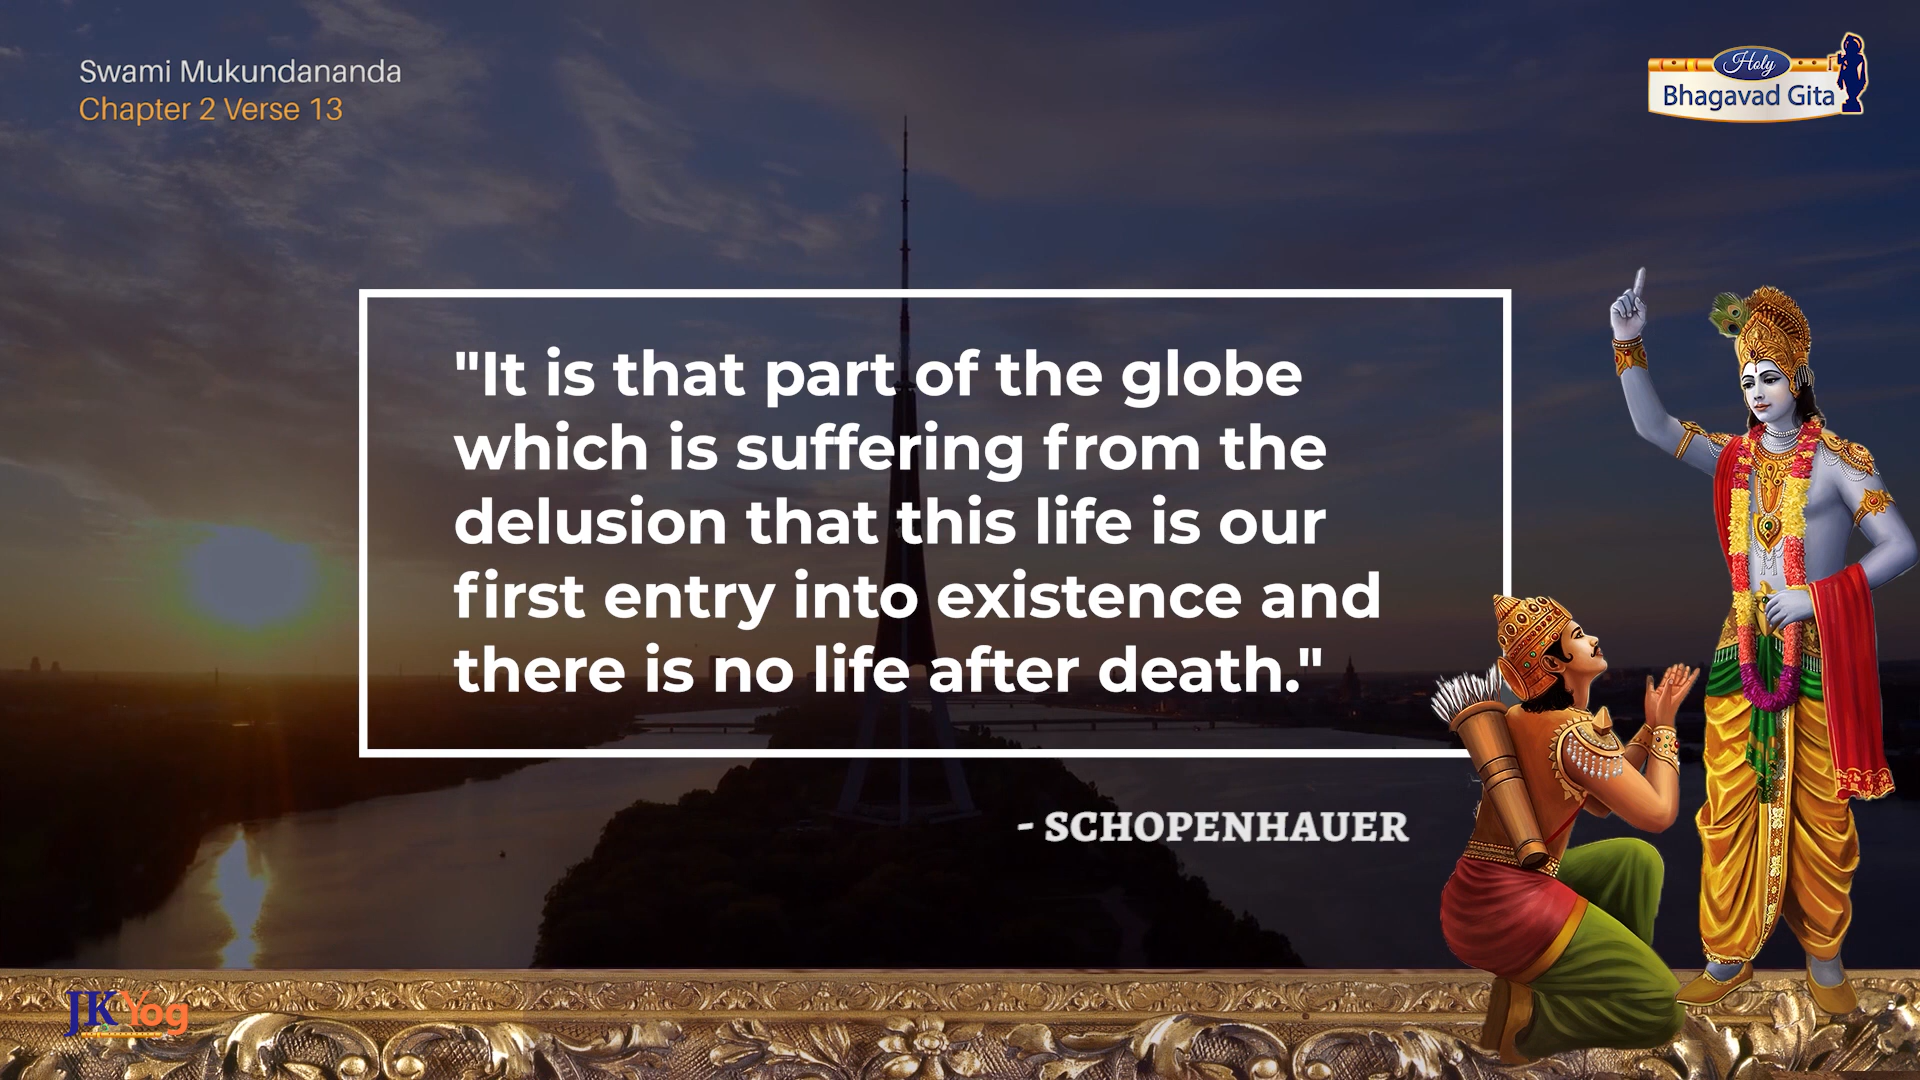 Swami Mukundananda
Chapter 2 Verse 13
Holy
Bhagavad Gita
"It is that part of the globe
which is suffering from the
delusion that this life is our
first entry into existence and
there is no life after death."
- SCHOPENHAUER
JKYog